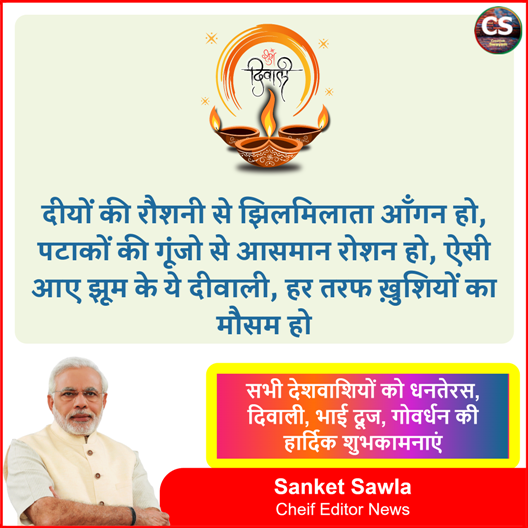 CS
शुभ
दिवाली
दीयों की रौशनी से झिलमिलाता आँगन हो,
पटाकों की गूंजो से आसमान रोशन हो, ऐसी
आए झूम के ये दीवाली, हर तरफ ख़ुशियों का
मौसम हो
सभी देशवाशियों को धनतेरस,
दिवाली, भाई दूज, गोवर्धन की
हार्दिक शुभकामनाएं
Sanket Sawla
Cheif Editor News